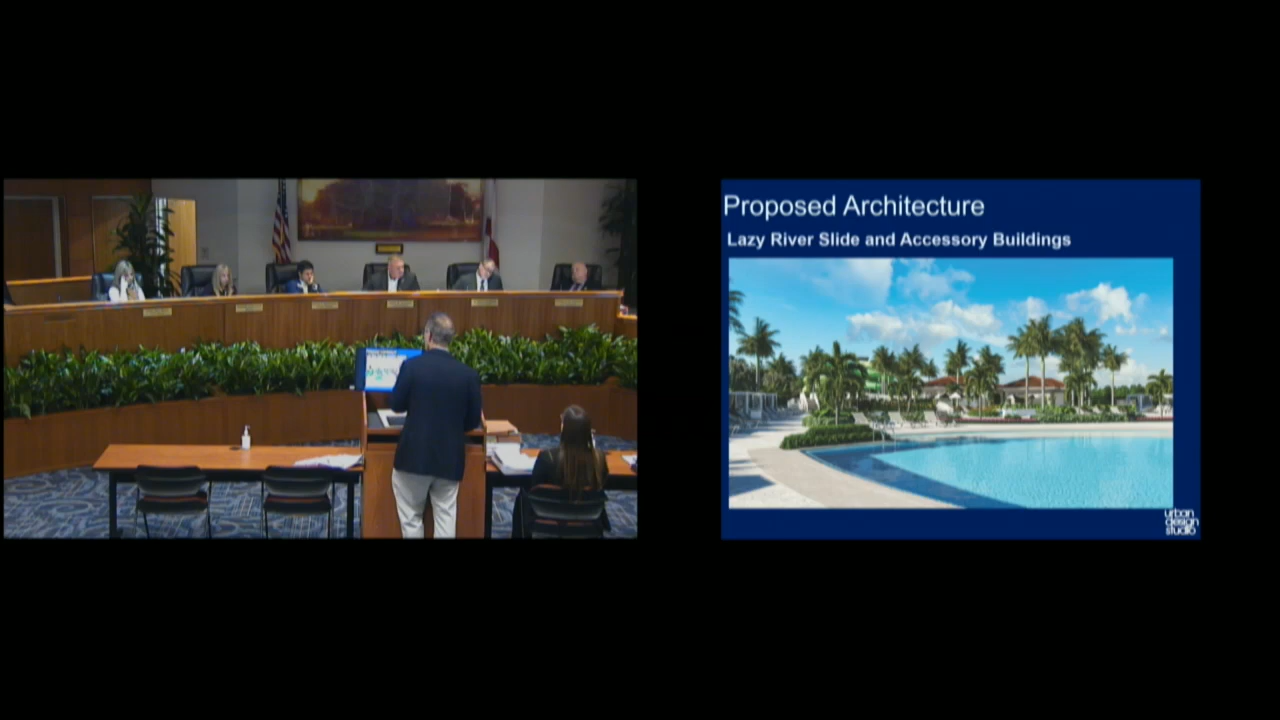 Proposed Architecture
Lazy River Slide and Accessory Buildings
urban
design
studio